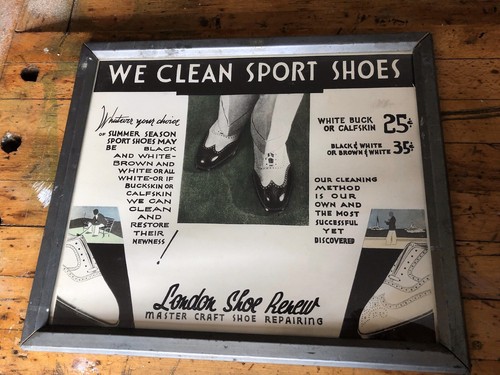 WE CLEAN SPORT SHOES
Whatever your choice
OF SUMMER SEASON
SPORT SHOES MAY
BE BLACK
AND WHITE-
BROWN AND
WHITE OR ALL
WHITE-OR IF
BUCKSKIN OR
CALFSKIN
WE CAN
CLEAN
AND
RESTORE
THEIR
NEWNESS
!
WHITE BUCK
OR CALFSKIN 25¢
BLACK & WHITE
OR BROWN & WHITE 35¢
OUR CLEANING
METHOD
IS OUR
OWN AND
THE MOST
SUCCESSFUL
YET
DISCOVERED
London Shoe Renew
MASTER CRAFT SHOE REPAIRING